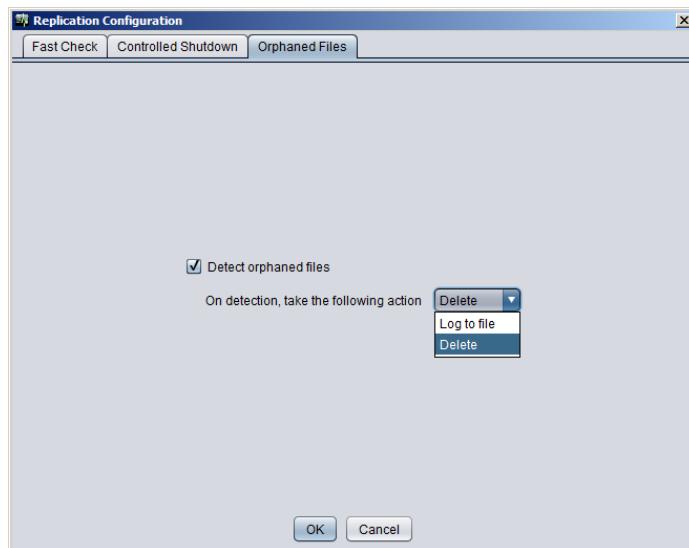 Replication Configuration
Fast Check Controlled Shutdown Orphaned Files
Detect orphaned files
On detection, take the following action Delete
Log to file
Delete
OK Cancel